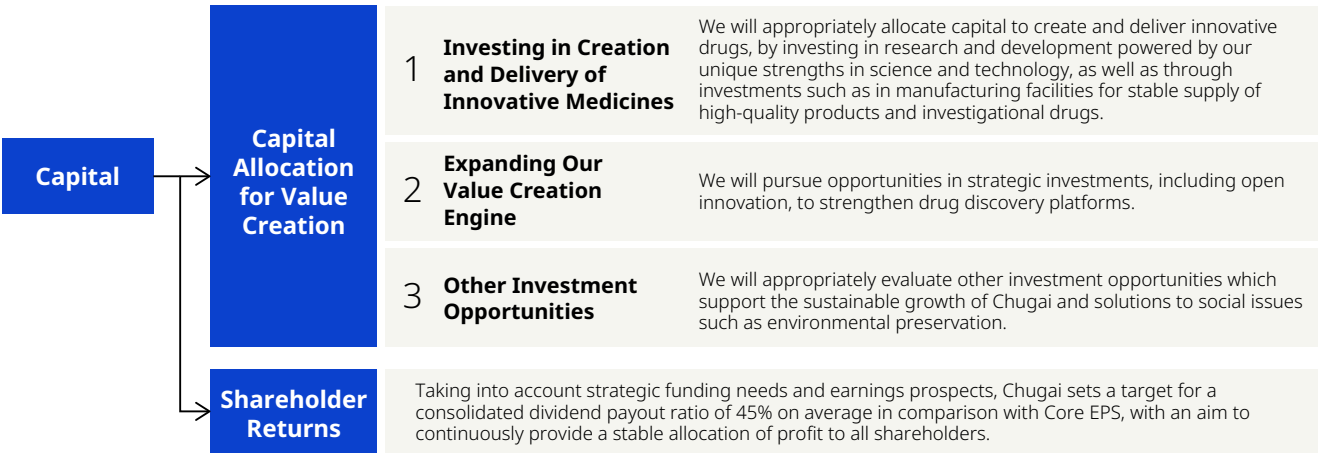 Capital
Capital
Allocation
for Value
Creation
1
Investing in Creation
and Delivery of
Innovative Medicines
We will appropriately allocate capital to create and deliver innovative
drugs, by investing in research and development powered by our
unique strengths in science and technology, as well as through
investments such as in manufacturing facilities for stable supply of
high-quality products and investigational drugs.
2
Expanding Our
Value Creation
Engine
We will pursue opportunities in strategic investments, including open
innovation, to strengthen drug discovery platforms.
3
Other Investment
Opportunities
We will appropriately evaluate other investment opportunities which
support the sustainable growth of Chugai and solutions to social issues
such as environmental preservation.
Shareholder
Returns
Taking into account strategic funding needs and earnings prospects, Chugai sets a target for a
consolidated dividend payout ratio of 45% on average in comparison with Core EPS, with an aim to
continuously provide a stable allocation of profit to all shareholders.